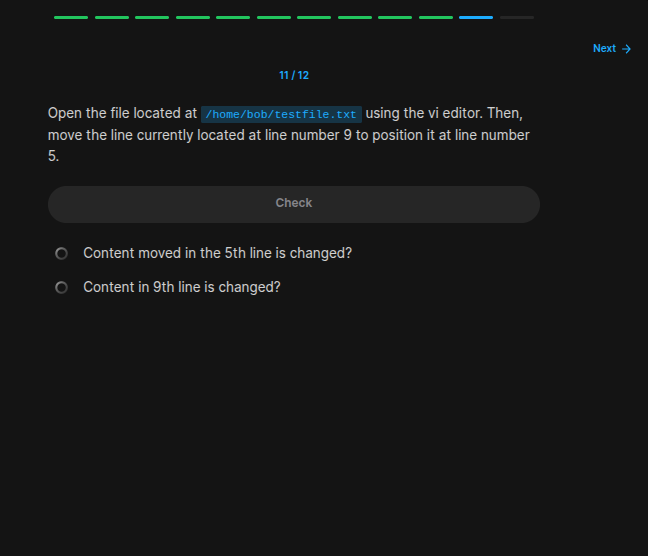 Next →
11 / 12
Open the file located at /home/bob/testfile.txt using the vi editor. Then,
move the line currently located at line number 9 to position it at line number
5.
Check
Content moved in the 5th line is changed?
Content in 9th line is changed?